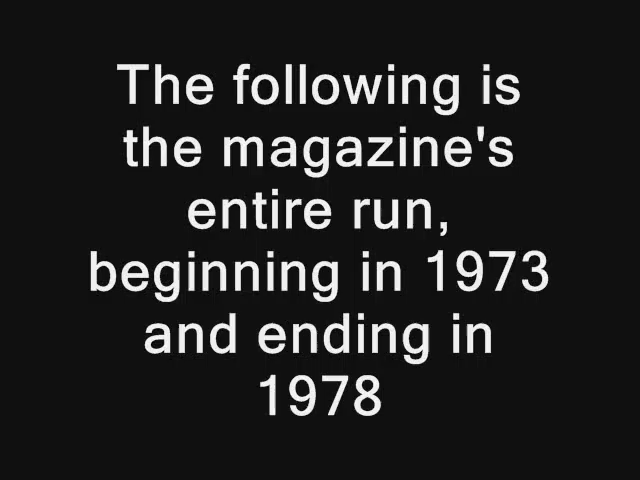 The following is
the magazine's
entire run,
beginning in 1973
and ending in
1978